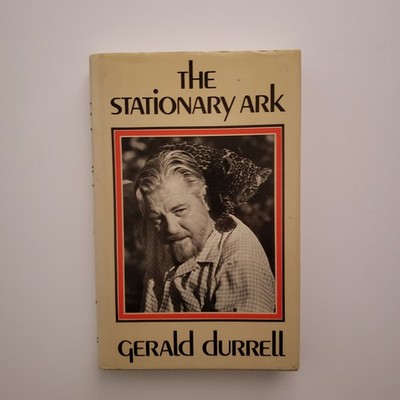 THE
STATIONARY ARK
GERALD DURRELL